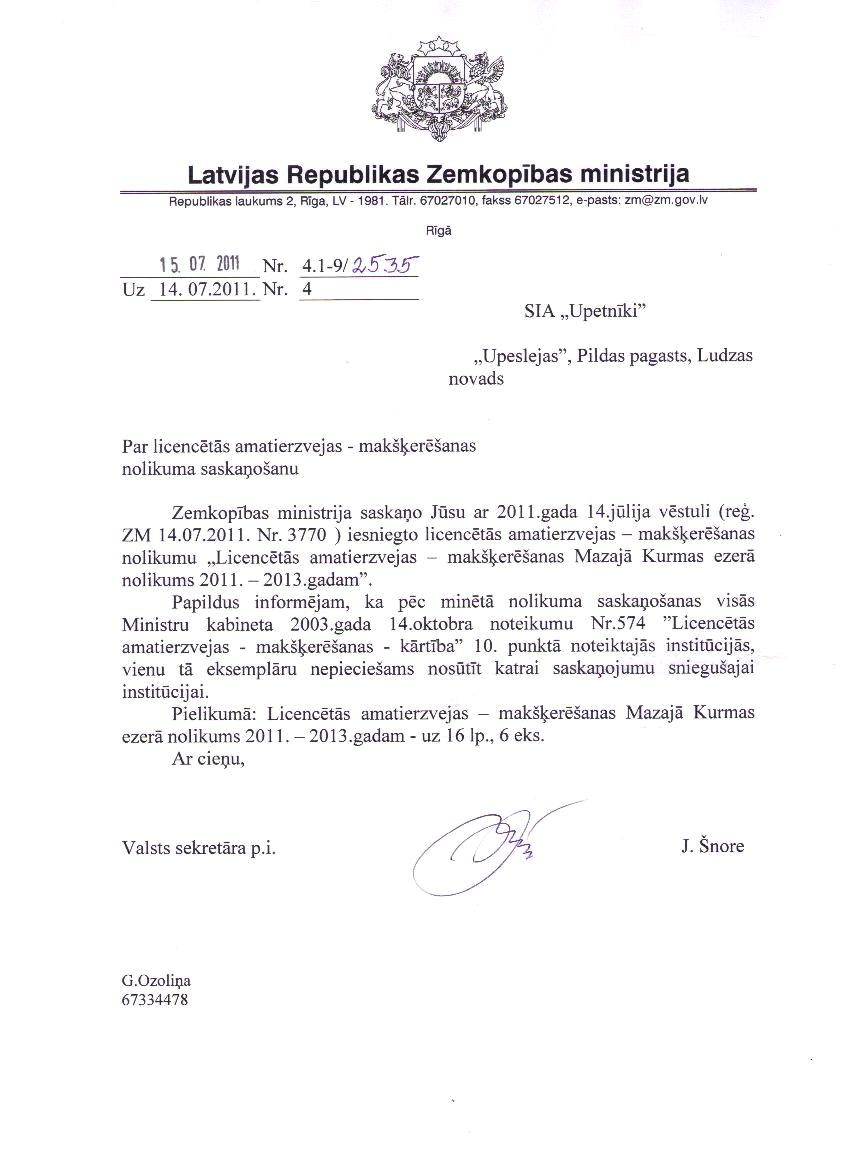 Latvijas Republikas Zemkopības ministrija
Republikas laukums 2, Rīga, LV - 1981. Tālr. 67027010, fakss 67027512, e-pasts: zm@zm.gov.lv
Rīgā
15. 07. 2011 Nr. 4.1-9/2535
Uz 14. 07.2011. Nr. 4
SIA „Upetnīki”
„Upeslejas”, Pildas pagasts, Ludzas
novads
Par licencētās amatierzvejas - makšķerēšanas
nolikuma saskaņošanu
Zemkopības ministrija saskaņo Jūsu ar 2011.gada 14.jūlija vēstuli (reģ.
ZM 14.07.2011. Nr. 3770 ) iesniegto licencētās amatierzvejas – makšķerēšanas
nolikumu „Licencētās amatierzvejas – makšķerēšanas Mazajā Kurmas ezerā
nolikums 2011. – 2013.gadam”.
Papildus informējam, ka pēc minētā nolikuma saskaņošanas visās
Ministru kabineta 2003.gada 14.oktobra noteikumu Nr.574 ”Licencētās
amatierzvejas - makšķerēšanas - kārtība” 10. punktā noteiktajās institūcijās,
vienu tā eksemplāru nepieciešams nosūtīt katrai saskaņojumu sniegušajai
institūcijai.
Pielikumā: Licencētās amatierzvejas – makšķerēšanas Mazajā Kurmas
ezerā nolikums 2011. – 2013.gadam - uz 16 lp., 6 eks.
Ar cieņu,
Valsts sekretāra p.i. J. Šnore
G.Ozoliņa
67334478